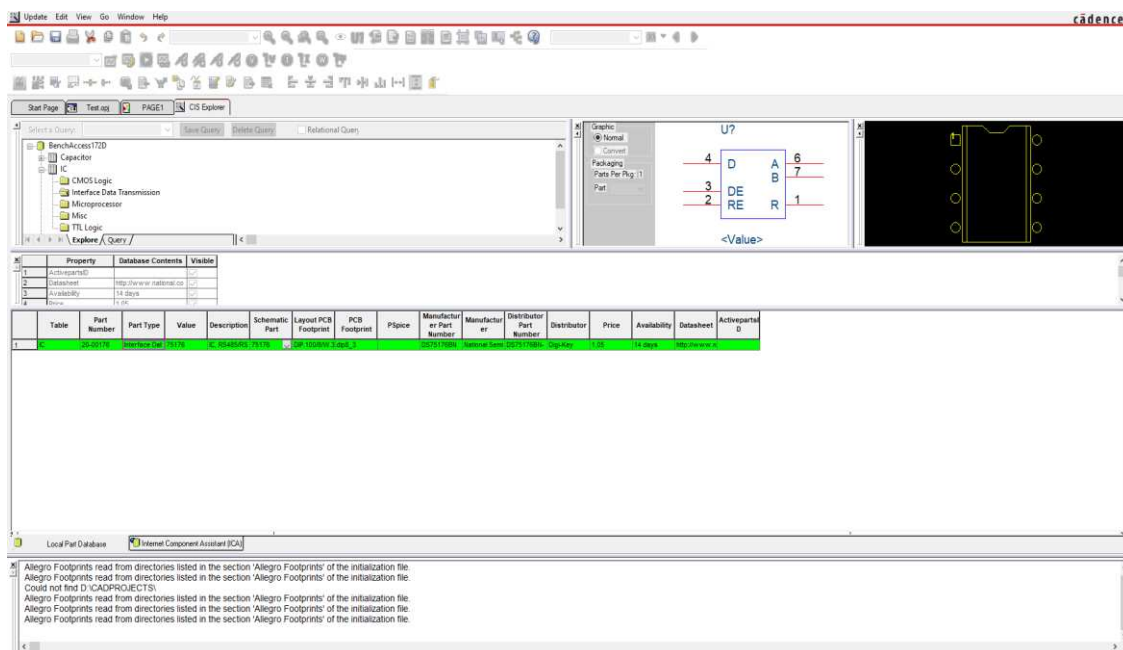 Update Edit View Go Window Help
cādence
Start Page Test.opj PAGE1 CIS Explorer
Select a Query: Save Query Delete Query Relational Query
BenchAccess172D
Capacitor
IC
CMOS Logic
Interface Data Transmission
Microprocessor
Misc
TTL Logic
Explore Query
Graphic
Normal
Convert
Packaging
Parts Per Pkg: 1
Part
U?
4 D A 6
B 7
3 DE
2 RE R 1
<Value>
Property Database Contents Visible
1 ActivepartsID
2 Datasheet http://www.national.co
3 Availability 14 days
4 Price 1.05
Table Part Number Part Type Value Description Schematic Part Layout PCB Footprint PCB Footprint PSpice Manufacturer Part Number Manufacturer Distributor Part Number Distributor Price Availability Datasheet ActivepartsID
1 IC 20-00176 Interface Dat 75176 IC, RS485/RS 75176 DIP.100/8/W.3 dip8_3 DS75176BN National Semi DS75176BN- Digi-Key 1.05 14 days http://www.n
Local Part Database Internet Component Assistant (ICA)
Allegro Footprints read from directories listed in the section 'Allegro Footprints' of the initialization file.
Allegro Footprints read from directories listed in the section 'Allegro Footprints' of the initialization file.
Could not find D:\CADPROJECTS\
Allegro Footprints read from directories listed in the section 'Allegro Footprints' of the initialization file.
Allegro Footprints read from directories listed in the section 'Allegro Footprints' of the initialization file.
Allegro Footprints read from directories listed in the section 'Allegro Footprints' of the initialization file.